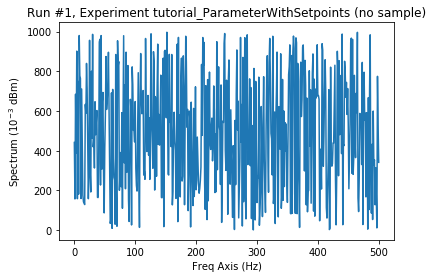 Run #1, Experiment tutorial_ParameterWithSetpoints (no sample)
1000
800
600
400
200
0
Spectrum (10⁻³ dBm)
0 100 200 300 400 500
Freq Axis (Hz)